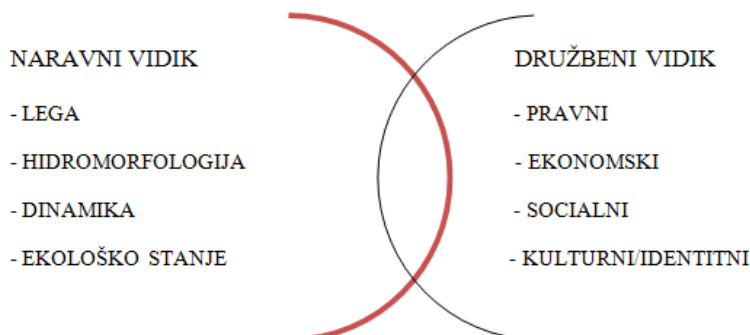 NARAVNI VIDIK
- LEGA
- HIDROMORFOLOGIJA
- DINAMIKA
- EKOLOŠKO STANJE
DRUŽBENI VIDIK
- PRAVNI
- EKONOMSKI
- SOCIALNI
- KULTURNI/IDENTITNI